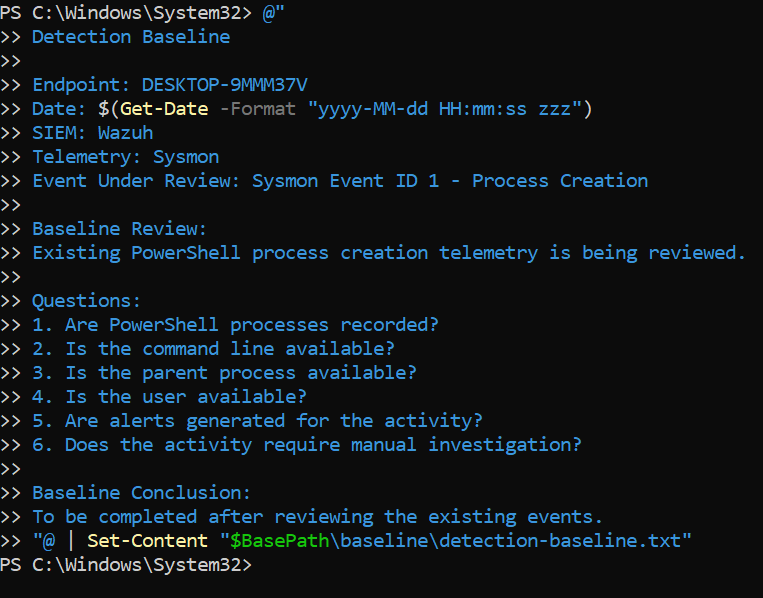 PS C:\Windows\System32> @"
>> Detection Baseline
>>
>> Endpoint: DESKTOP-9MMM37V
>> Date: $(Get-Date -Format "yyyy-MM-dd HH:mm:ss zzz")
>> SIEM: Wazuh
>> Telemetry: Sysmon
>> Event Under Review: Sysmon Event ID 1 - Process Creation
>>
>> Baseline Review:
>> Existing PowerShell process creation telemetry is being reviewed.
>>
>> Questions:
>> 1. Are PowerShell processes recorded?
>> 2. Is the command line available?
>> 3. Is the parent process available?
>> 4. Is the user available?
>> 5. Are alerts generated for the activity?
>> 6. Does the activity require manual investigation?
>>
>> Baseline Conclusion:
>> To be completed after reviewing the existing events.
>> "@ | Set-Content "$BasePath\baseline\detection-baseline.txt"
PS C:\Windows\System32>